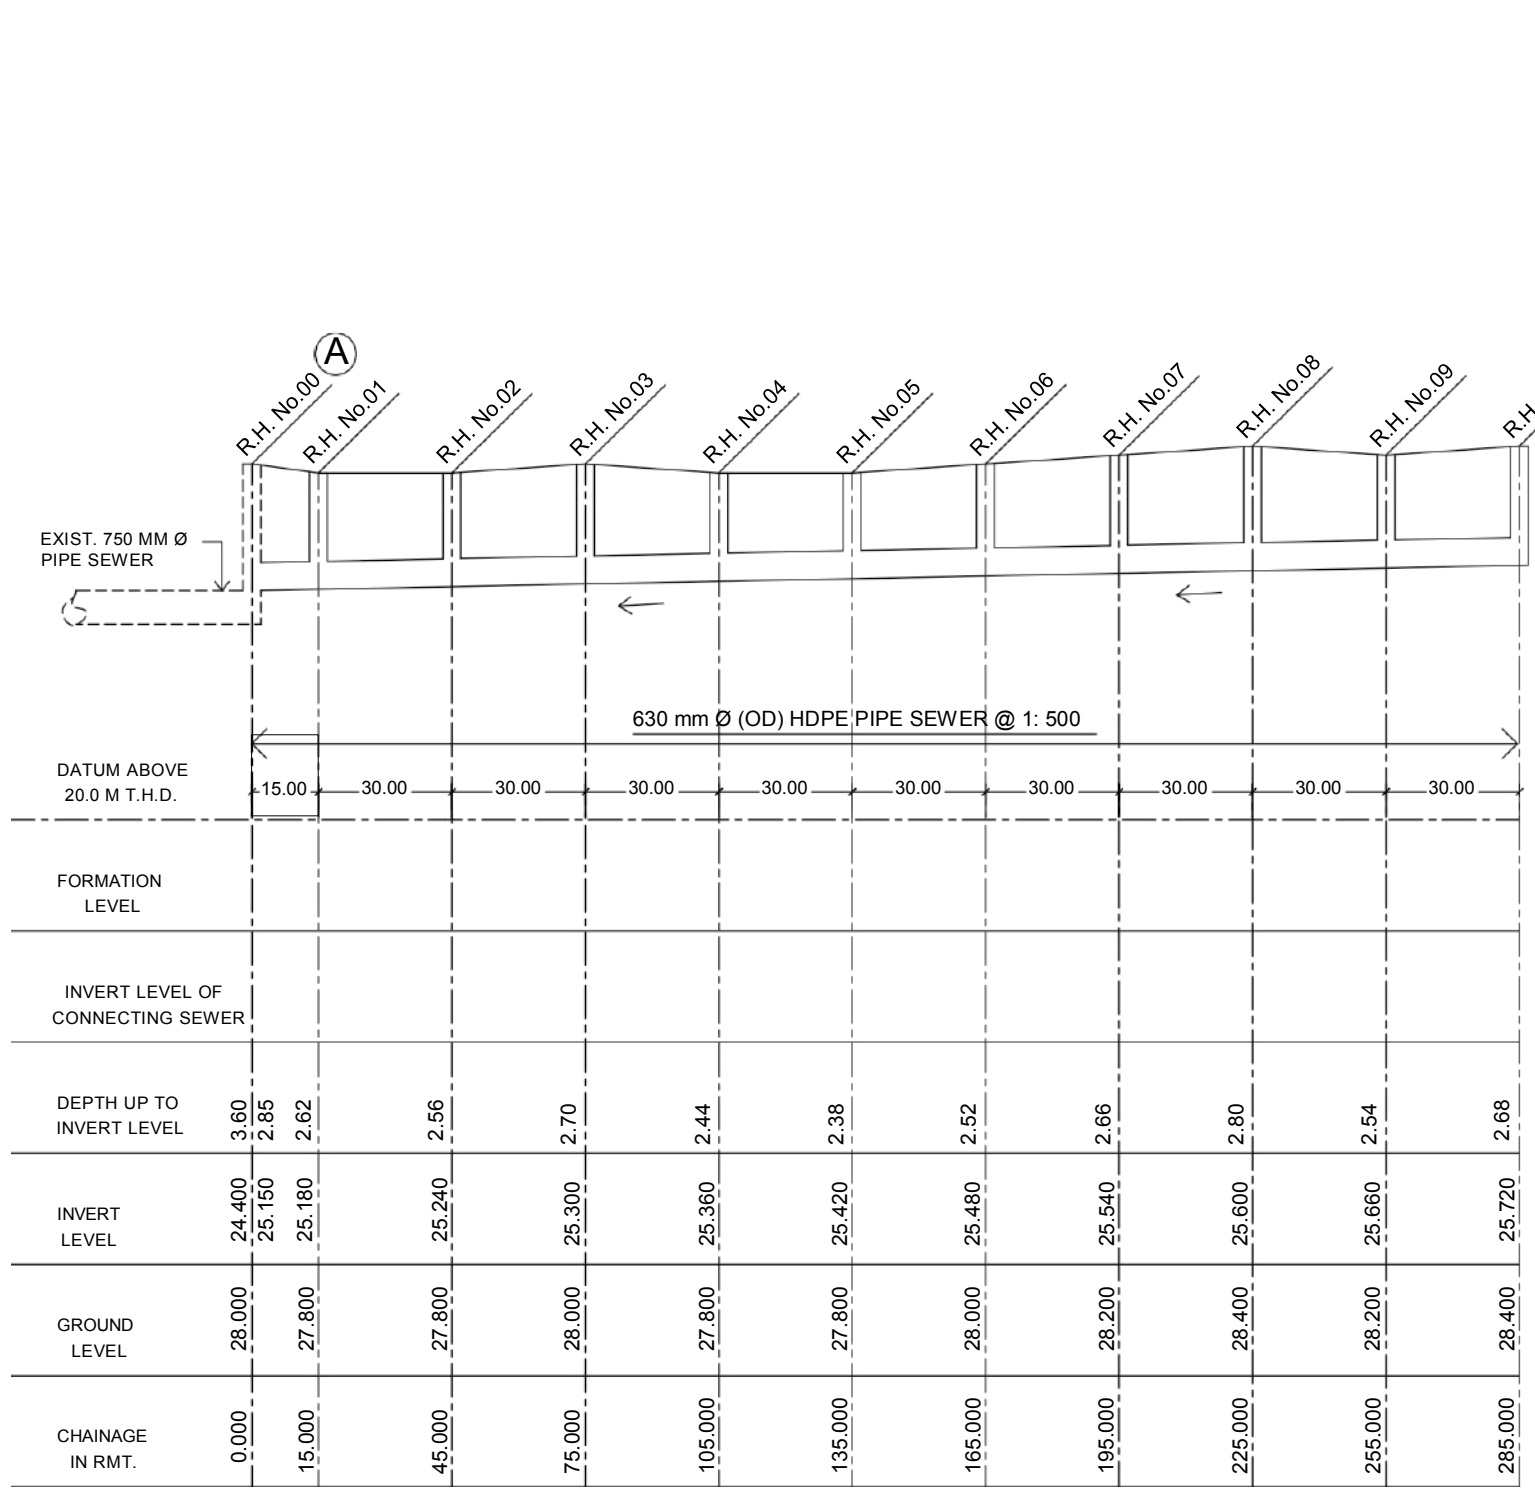 A
R.H. No.00
R.H. No.01
R.H. No.02
R.H. No.03
R.H. No.04
R.H. No.05
R.H. No.06
R.H. No.07
R.H. No.08
R.H. No.09
R.H
EXIST. 750 MM Ø
PIPE SEWER
630 mm Ø (OD) HDPE PIPE SEWER @ 1: 500
DATUM ABOVE
20.0 M T.H.D.
15.00 30.00 30.00 30.00 30.00 30.00 30.00 30.00 30.00 30.00
FORMATION
LEVEL
INVERT LEVEL OF
CONNECTING SEWER
DEPTH UP TO
INVERT LEVEL
3.60 2.85 2.62 2.56 2.70 2.44 2.38 2.52 2.66 2.80 2.54 2.68
INVERT
LEVEL
24.400 25.150 25.180 25.240 25.300 25.360 25.420 25.480 25.540 25.600 25.660 25.720
GROUND
LEVEL
28.000 27.800 27.800 28.000 27.800 27.800 28.000 28.200 28.400 28.200 28.400
CHAINAGE
IN RMT.
0.000 15.000 45.000 75.000 105.000 135.000 165.000 195.000 225.000 255.000 285.000